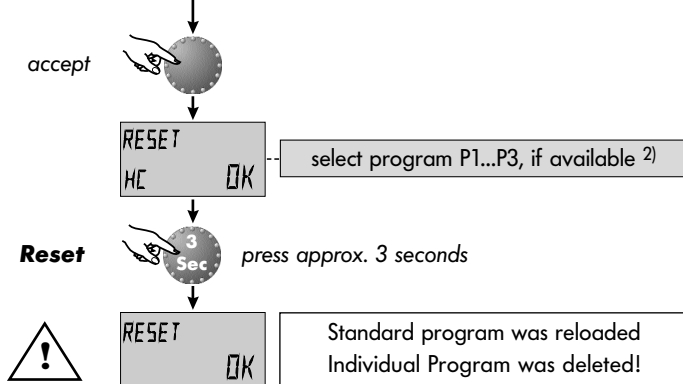 accept
RESET
HC OK
select program P1...P3, if available 2)
Reset
3
Sec
press approx. 3 seconds
!
RESET
OK
Standard program was reloaded
Individual Program was deleted!